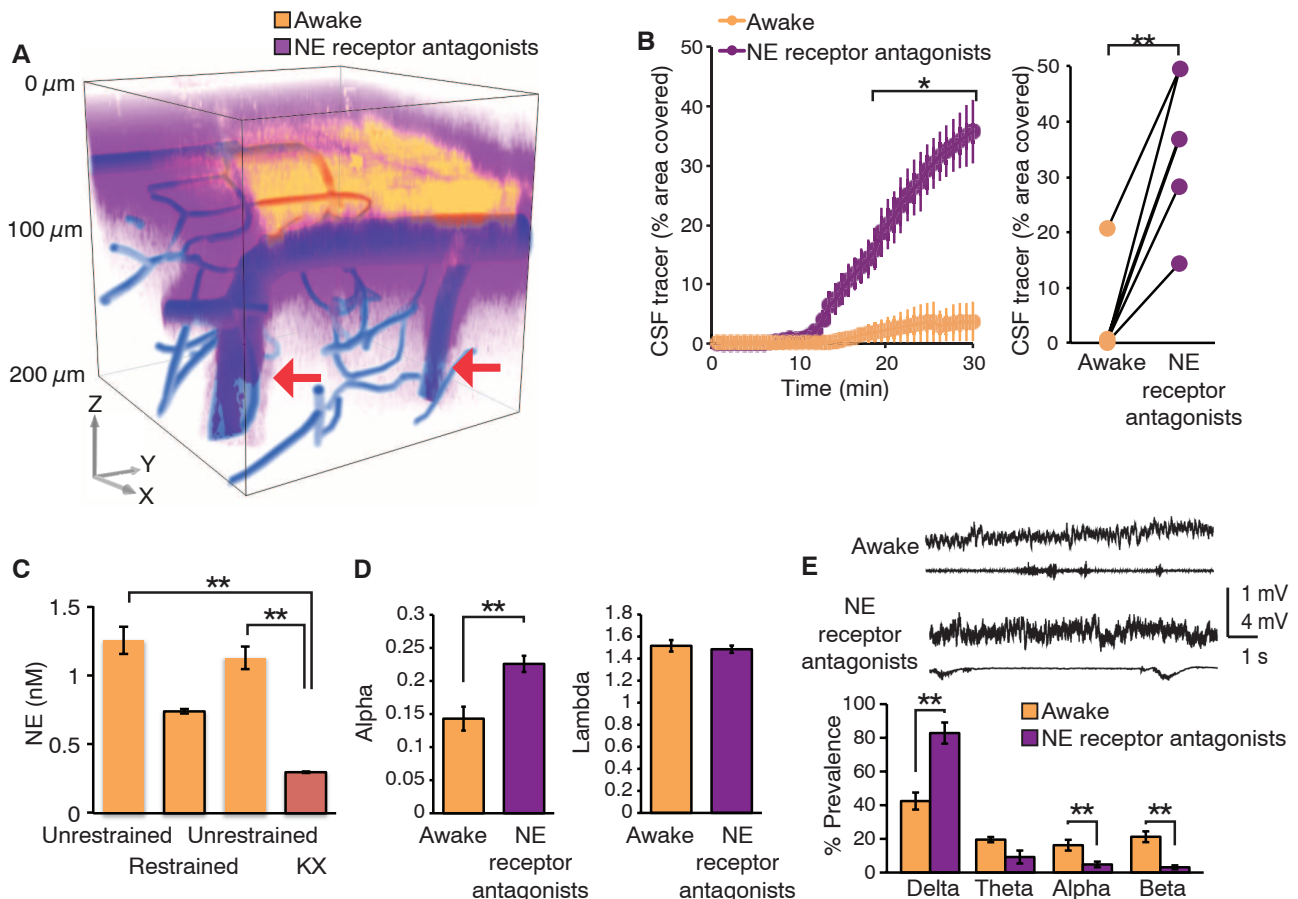 A
Awake
NE receptor antagonists
0 µm
100 µm
200 µm
Z
Y
X
B
Awake
NE receptor antagonists
CSF tracer (% area covered)
50
40
30
20
10
0
*
0
10
20
30
Time (min)
CSF tracer (% area covered)
50
40
30
20
10
0
**
Awake
NE
receptor
antagonists
C
NE (nM)
1.5
1
0.5
0
**
**
Unrestrained
Restrained
Unrestrained
KX
D
Alpha
0.3
0.25
0.2
0.15
0.1
0.05
0
**
Awake
NE
receptor
antagonists
Lambda
1.8
1.6
1.4
1.2
1.0
0.8
0.6
0.4
0.2
0
Awake
NE
receptor
antagonists
E
Awake
NE
receptor
antagonists
1 mV
4 mV
1 s
% Prevalence
100
80
60
40
20
0
Awake
NE receptor antagonists
**
**
**
Delta
Theta
Alpha
Beta